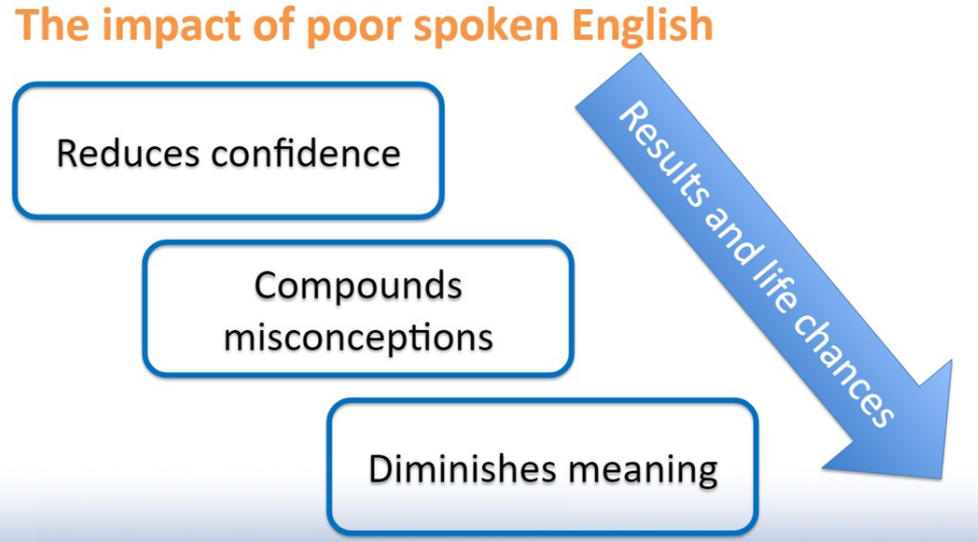 The impact of poor spoken English
Reduces confidence
Compounds
misconceptions
Diminishes meaning
Results and life chances